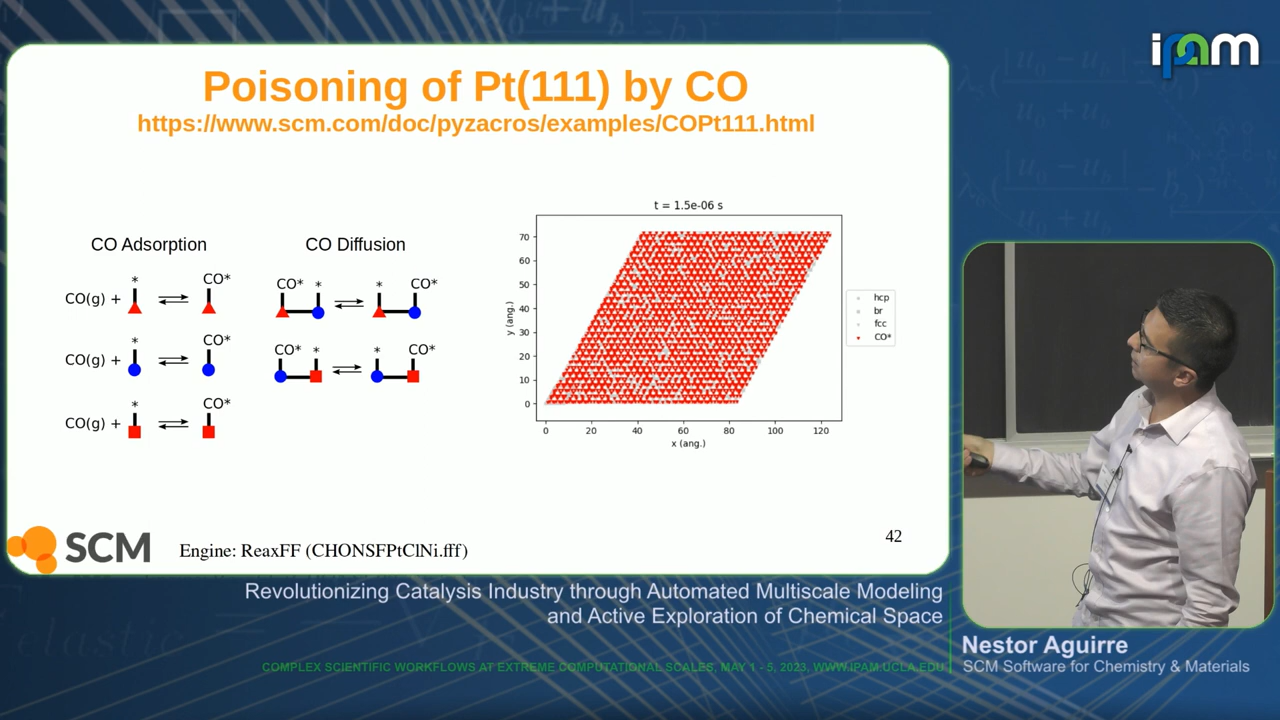 ipam
Poisoning of Pt(111) by CO
https://www.scm.com/doc/pyzacros/examples/COPt111.html
CO Adsorption
CO(g) + * CO*
CO(g) + * CO*
CO(g) + * CO*
CO Diffusion
CO* * * CO*
CO* * * CO*
t = 1.5e-06 s
y (ang.)
70
60
50
40
30
20
10
0
0 20 40 60 80 100 120
x (ang.)
hcp
br
fcc
CO*
SCM
Engine: ReaxFF (CHONSFPtClNi.fff)
42
Revolutionizing Catalysis Industry through Automated Multiscale Modeling
and Active Exploration of Chemical Space
COMPLEX SCIENTIFIC WORKFLOWS AT EXTREME COMPUTATIONAL SCALES, MAY 1 - 5, 2023, WWW.IPAM.UCLA.EDU
Nestor Aguirre
SCM Software for Chemistry & Materials